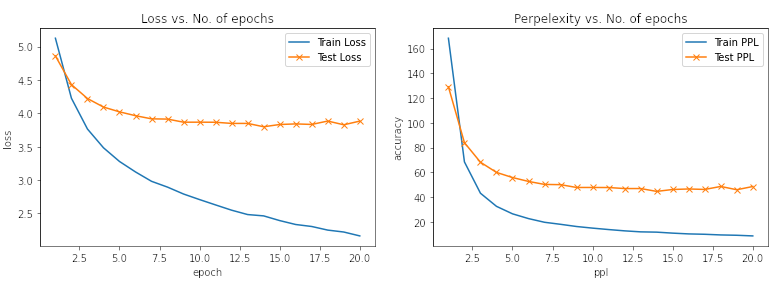 Loss vs. No. of epochs
Train Loss
Test Loss
5.0
4.5
4.0
3.5
3.0
2.5
loss
2.5 5.0 7.5 10.0 12.5 15.0 17.5 20.0
epoch
Perpelexity vs. No. of epochs
Train PPL
Test PPL
160
140
120
100
80
60
40
20
accuracy
2.5 5.0 7.5 10.0 12.5 15.0 17.5 20.0
ppl